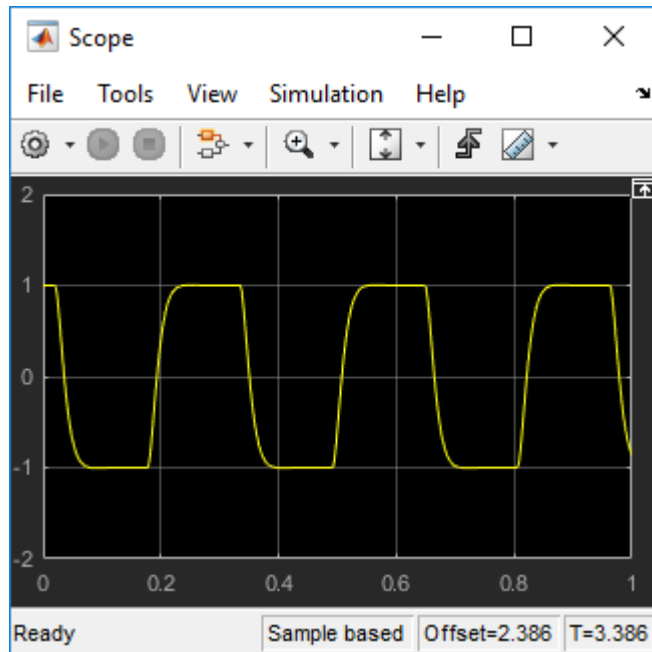 Scope
File Tools View Simulation Help
2
1
0
-1
-2
0 0.2 0.4 0.6 0.8 1
Ready Sample based Offset=2.386 T=3.386